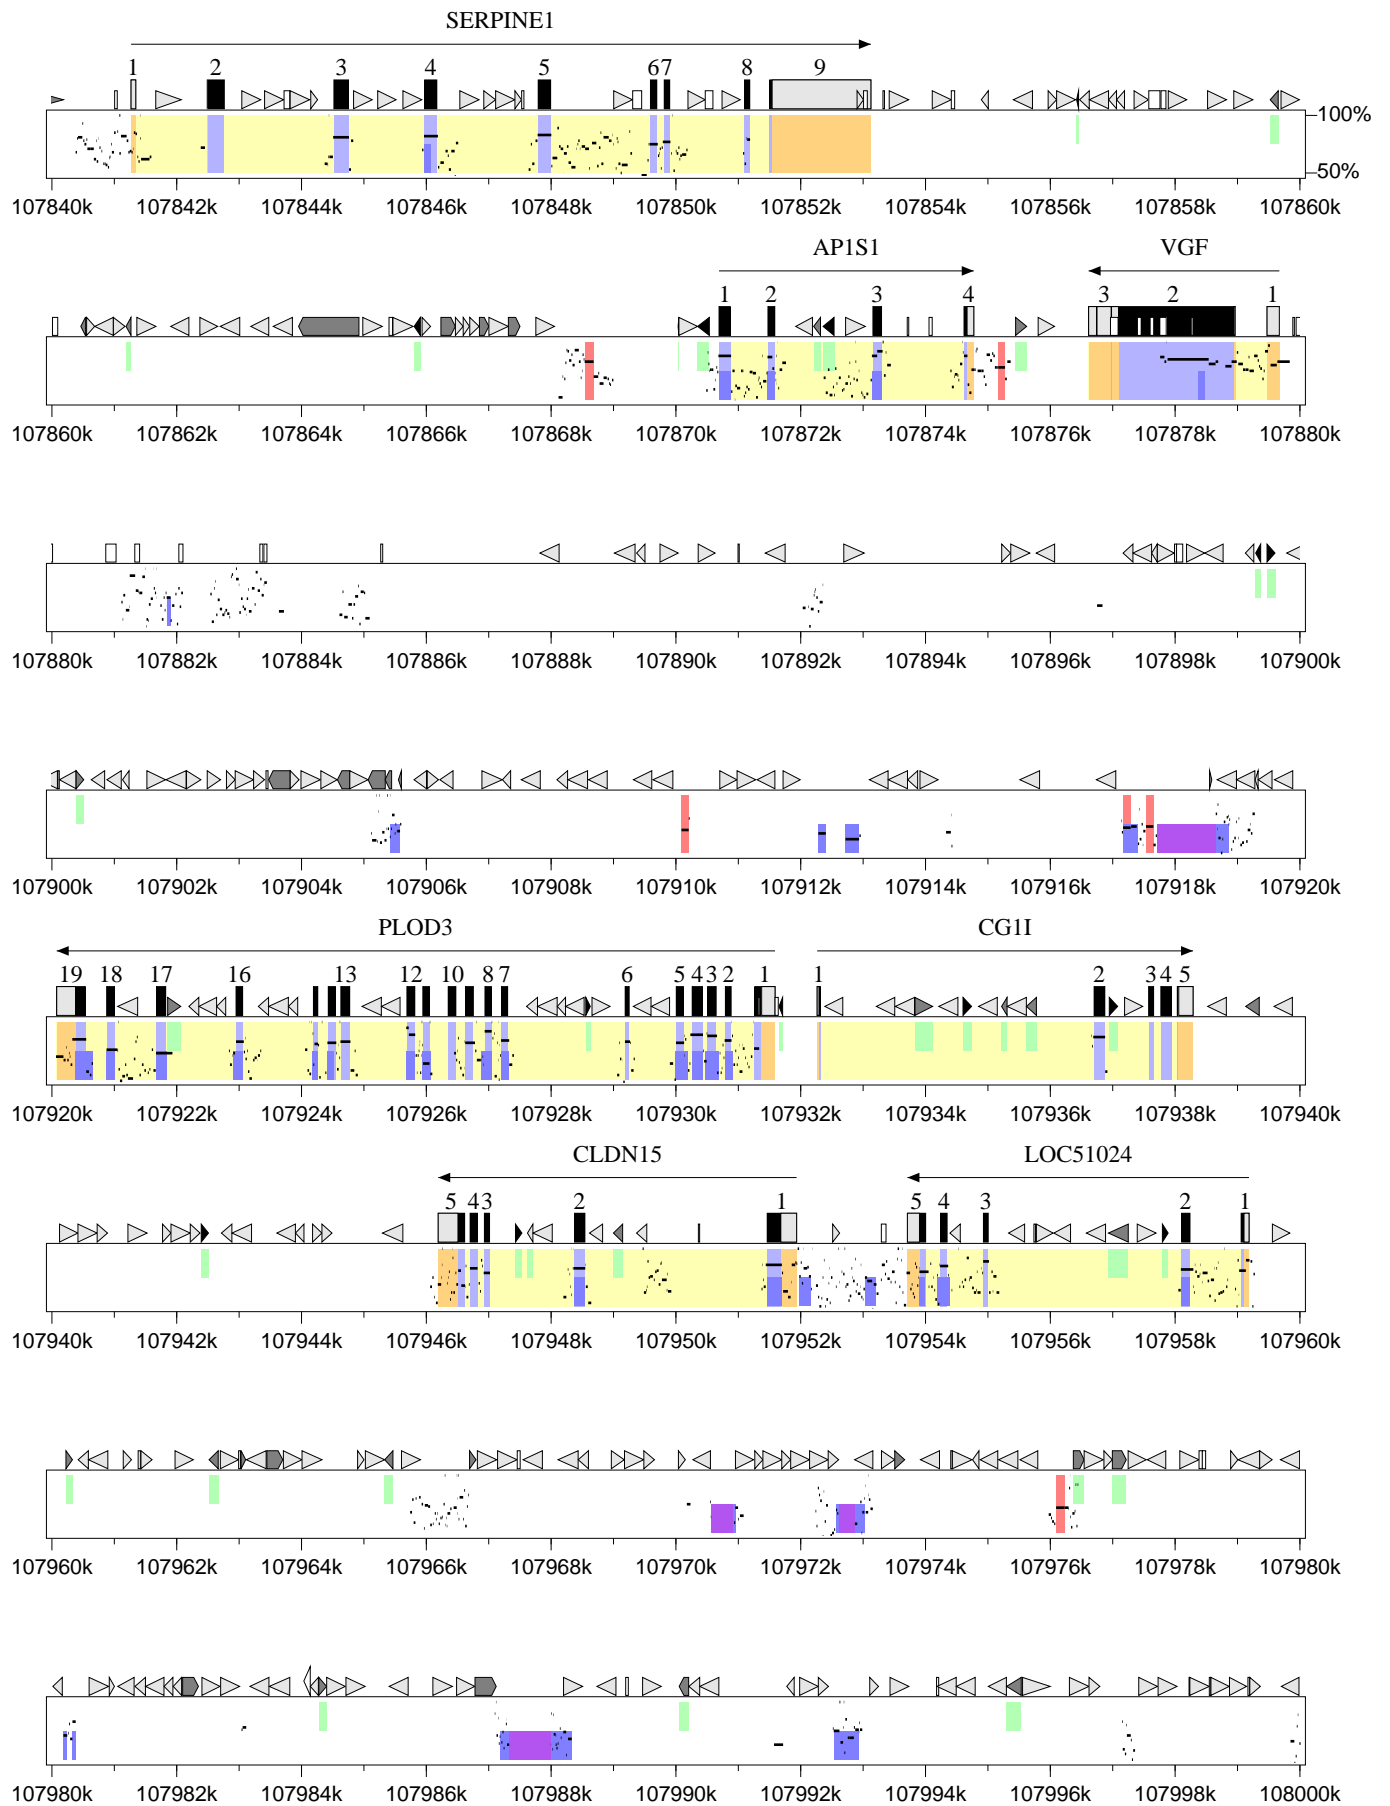 SERPINE1
1 2 3 4 5 6 7 8 9
100%
50%
107840k 107842k 107844k 107846k 107848k 107850k 107852k 107854k 107856k 107858k 107860k
AP1S1 VGF
1 2 3 4 3 2 1
107860k 107862k 107864k 107866k 107868k 107870k 107872k 107874k 107876k 107878k 107880k
107880k 107882k 107884k 107886k 107888k 107890k 107892k 107894k 107896k 107898k 107900k
107900k 107902k 107904k 107906k 107908k 107910k 107912k 107914k 107916k 107918k 107920k
PLOD3 CG1I
19 18 17 16 13 12 10 8 7 6 5 4 3 2 1 1 2 3 4 5
107920k 107922k 107924k 107926k 107928k 107930k 107932k 107934k 107936k 107938k 107940k
CLDN15 LOC51024
5 4 3 2 1 5 4 3 2 1
107940k 107942k 107944k 107946k 107948k 107950k 107952k 107954k 107956k 107958k 107960k
107960k 107962k 107964k 107966k 107968k 107970k 107972k 107974k 107976k 107978k 107980k
107980k 107982k 107984k 107986k 107988k 107990k 107992k 107994k 107996k 107998k 108000k